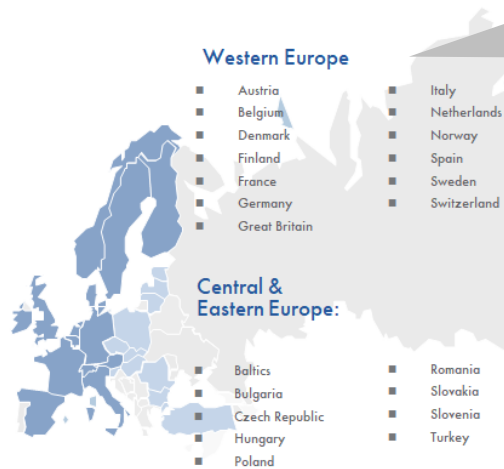 Western Europe
Austria
Belgium
Denmark
Finland
France
Germany
Great Britain
Italy
Netherlands
Norway
Spain
Sweden
Switzerland
Central &
Eastern Europe:
Baltics
Bulgaria
Czech Republic
Hungary
Poland
Romania
Slovakia
Slovenia
Turkey